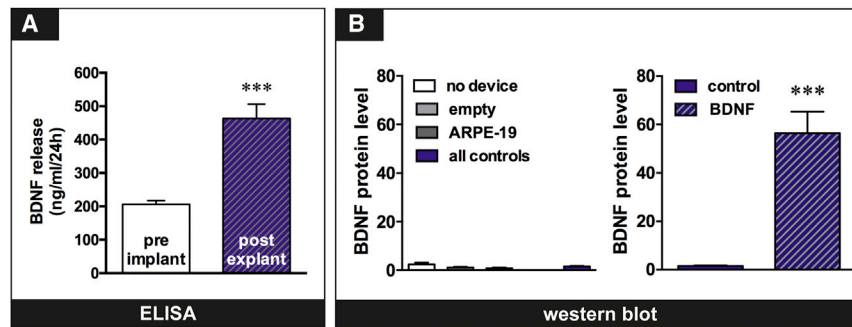 A
BDNF release
(ng/ml/24h)
600
500
400
300
200
100
0
***
pre
implant
post
explant
ELISA
B
BDNF protein level
80
60
40
20
0
no device
empty
ARPE-19
all controls
BDNF protein level
80
60
40
20
0
control
BDNF
***
western blot